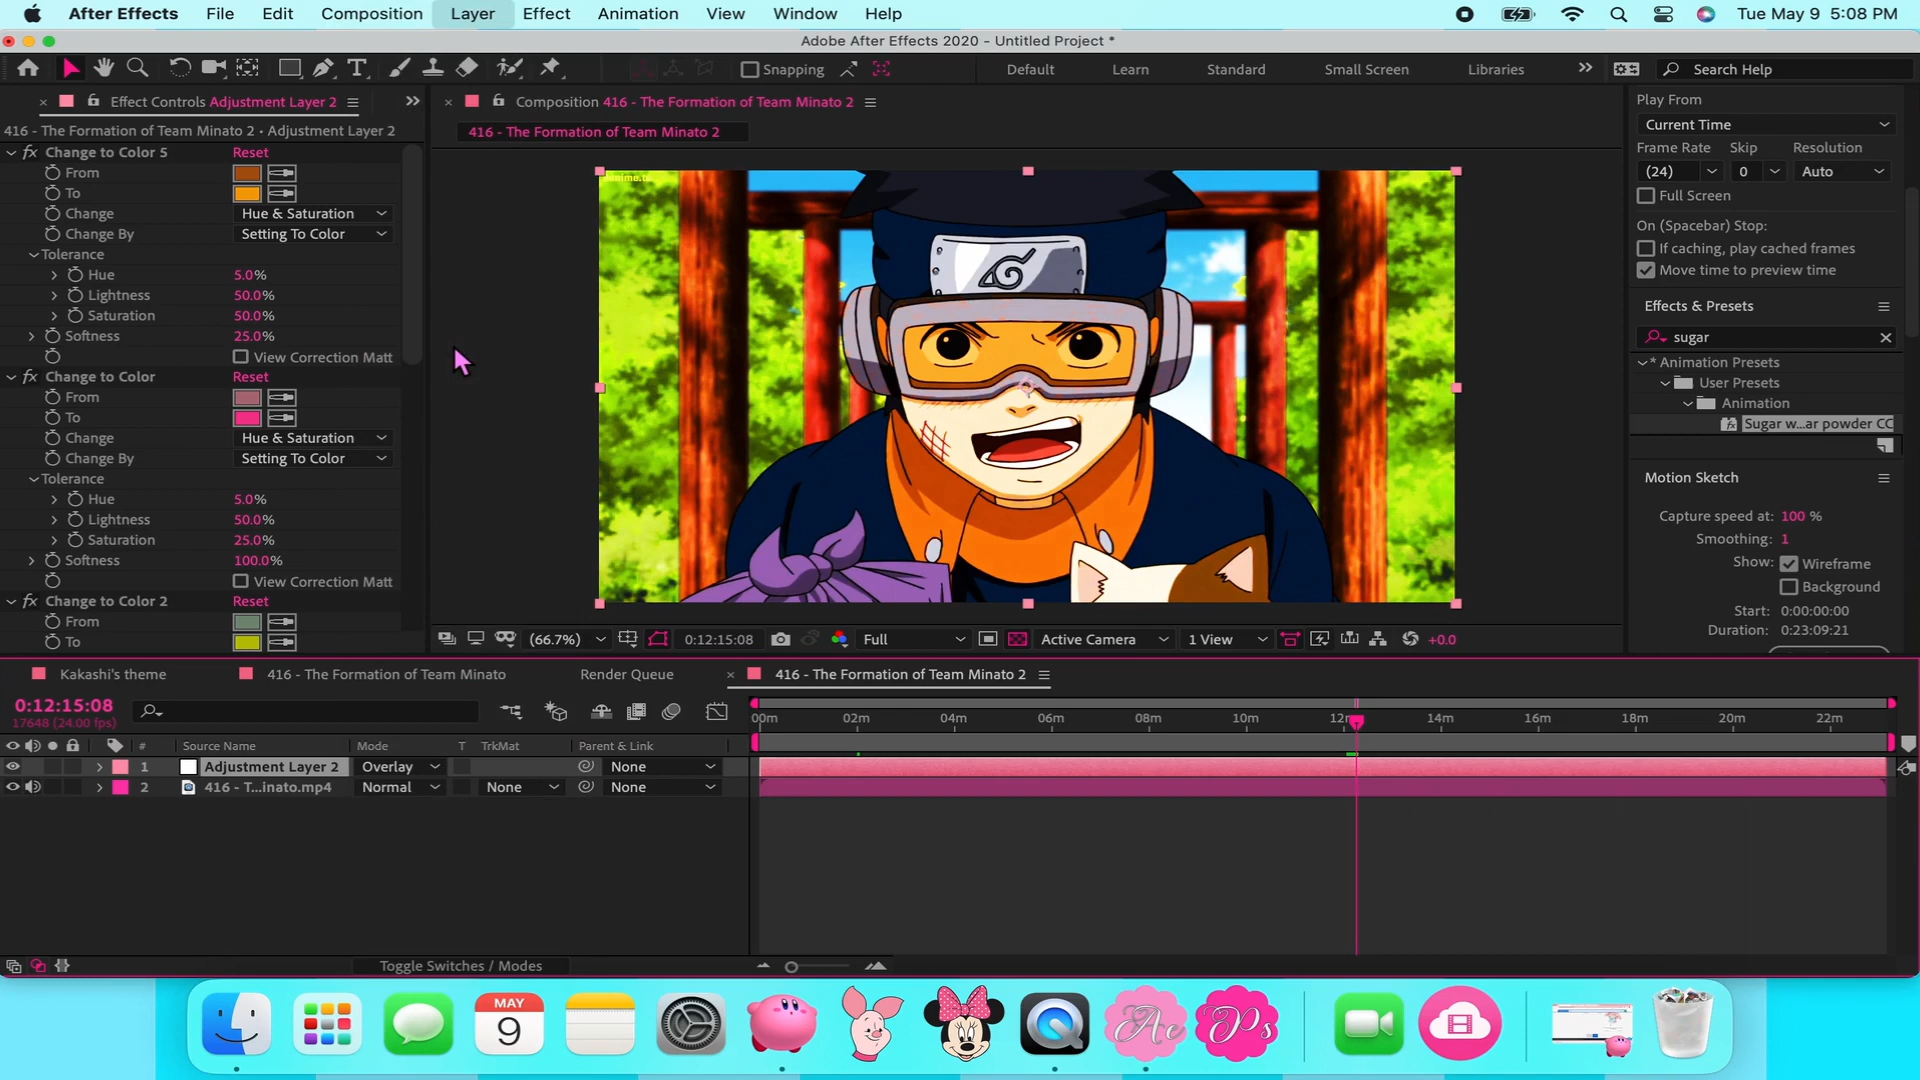 After Effects File Edit Composition Layer Effect Animation View Window Help Tue May 9 5:08 PM
Adobe After Effects 2020 - Untitled Project *
Snapping Default Learn Standard Small Screen Libraries Search Help
Effect Controls Adjustment Layer 2
416 - The Formation of Team Minato 2 • Adjustment Layer 2
fx Change to Color 5 Reset
From
To
Change Hue & Saturation
Change By Setting To Color
Tolerance
Hue 5.0%
Lightness 50.0%
Saturation 50.0%
Softness 25.0%
View Correction Matt
fx Change to Color Reset
From
To
Change Hue & Saturation
Change By Setting To Color
Tolerance
Hue 5.0%
Lightness 50.0%
Saturation 25.0%
Softness 100.0%
View Correction Matt
fx Change to Color 2 Reset
From
To
Composition 416 - The Formation of Team Minato 2
416 - The Formation of Team Minato 2
(66.7%) 0:12:15:08 Full Active Camera 1 View +0.0
Play From
Current Time
Frame Rate Skip Resolution
(24) 0 Auto
Full Screen
On (Spacebar) Stop:
If caching, play cached frames
Move time to preview time
Effects & Presets
sugar
* Animation Presets
User Presets
Animation
Sugar w...ar powder CC
Motion Sketch
Capture speed at: 100 %
Smoothing: 1
Show: Wireframe
Background
Start: 0:00:00:00
Duration: 0:23:09:21
Kakashi's theme 416 - The Formation of Team Minato Render Queue 416 - The Formation of Team Minato 2
0:12:15:08
17648 (24.00 fps)
00m 02m 04m 06m 08m 10m 12m 14m 16m 18m 20m 22m
# Source Name Mode T TrkMat Parent & Link
1 Adjustment Layer 2 Overlay None
2 416 - T...inato.mp4 Normal None None
Toggle Switches / Modes
MAY
9
Ae Ps